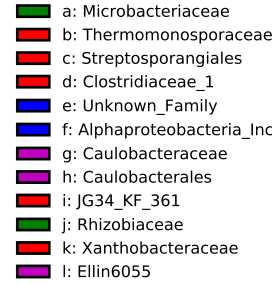 a: Microbacteriaceae
b: Thermomonosporaceae
c: Streptosporangiales
d: Clostridiaceae_1
e: Unknown_Family
f: Alphaproteobacteria_Inc
g: Caulobacteraceae
h: Caulobacterales
i: JG34_KF_361
j: Rhizobiaceae
k: Xanthobacteraceae
l: Ellin6055